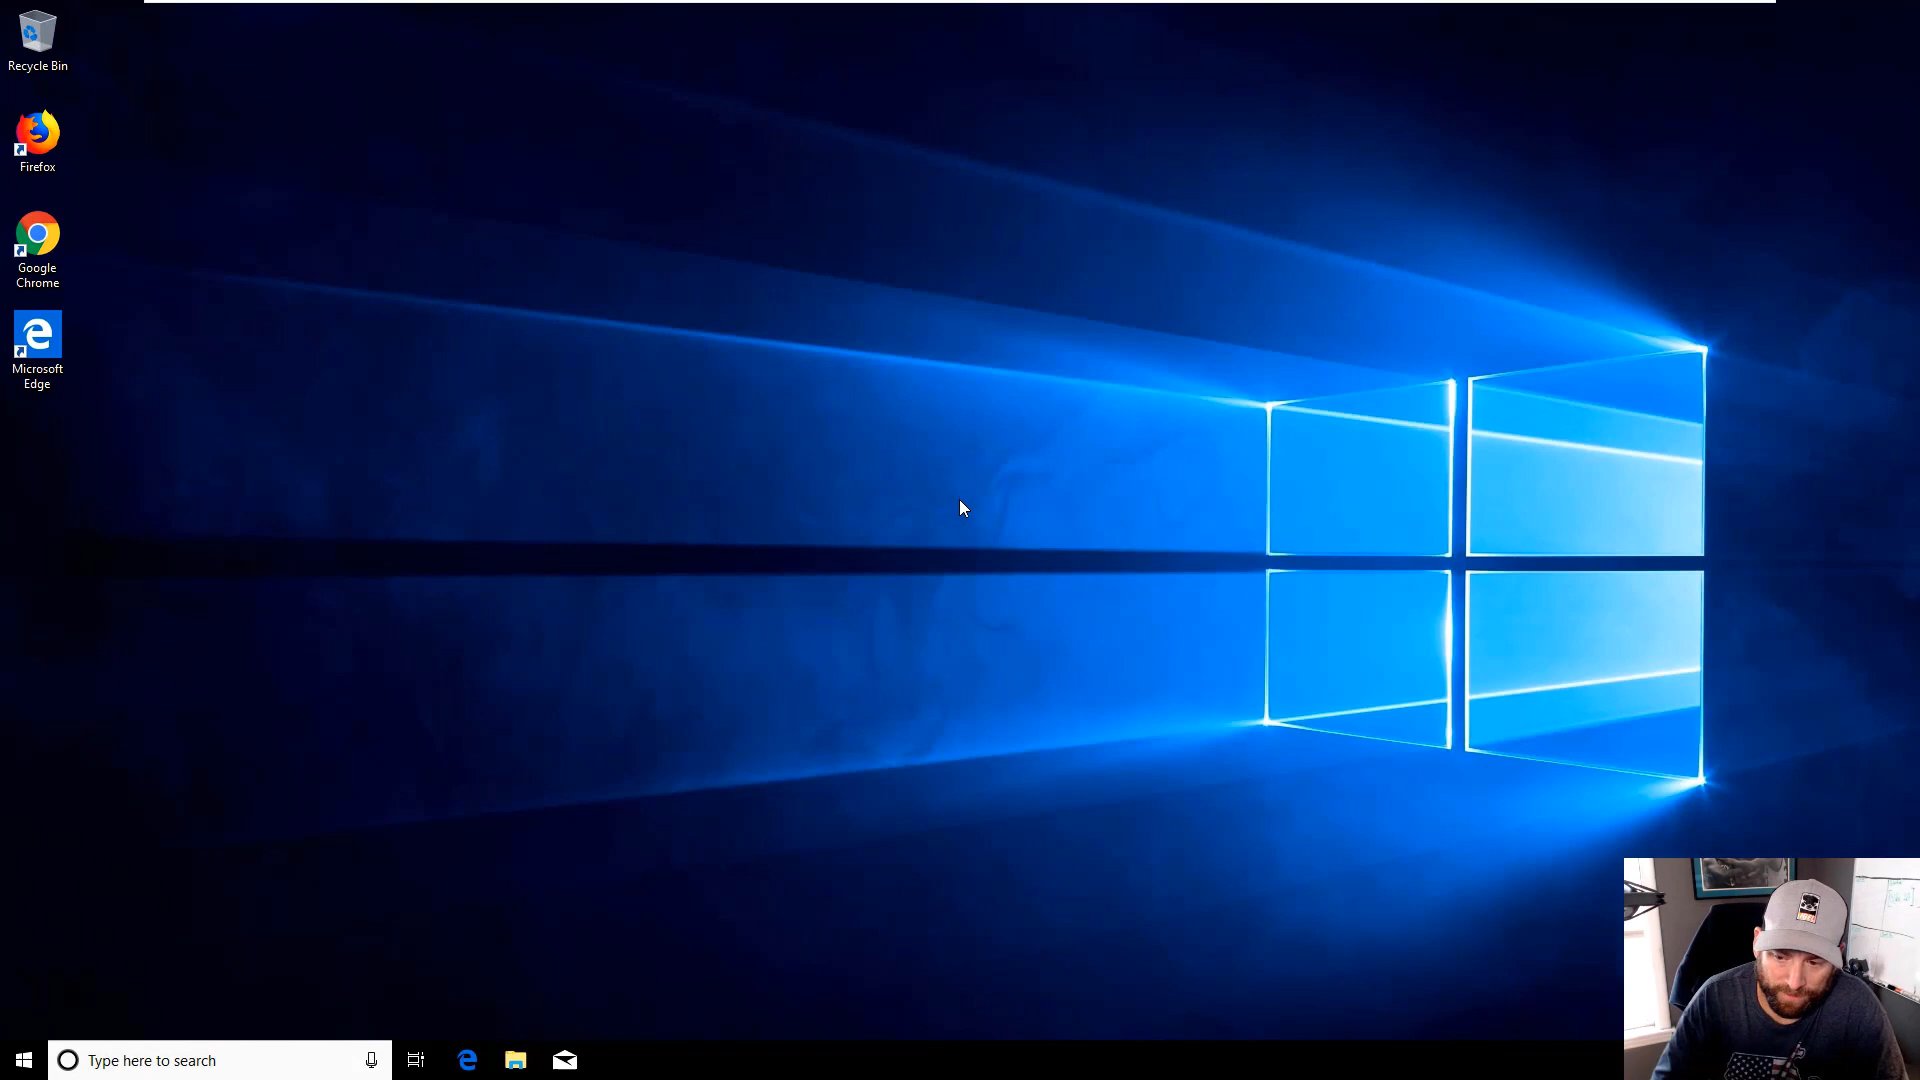 Recycle Bin
Firefox
Google
Chrome
Microsoft
Edge
Type here to search